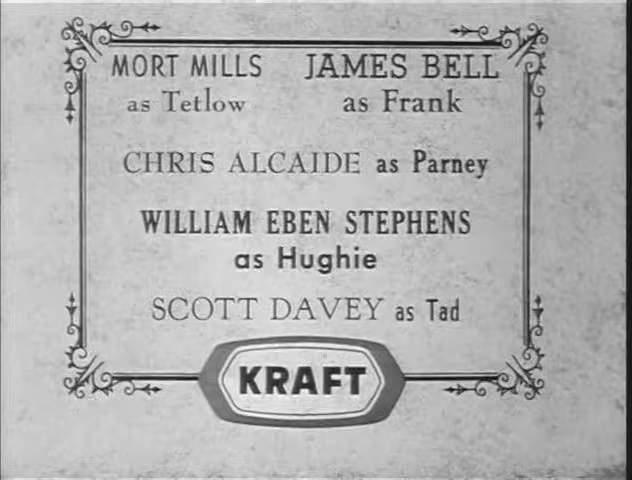 MORT MILLS JAMES BELL
as Tetlow as Frank
CHRIS ALCAIDE as Parney
WILLIAM EBEN STEPHENS
as Hughie
SCOTT DAVEY as Tad
KRAFT